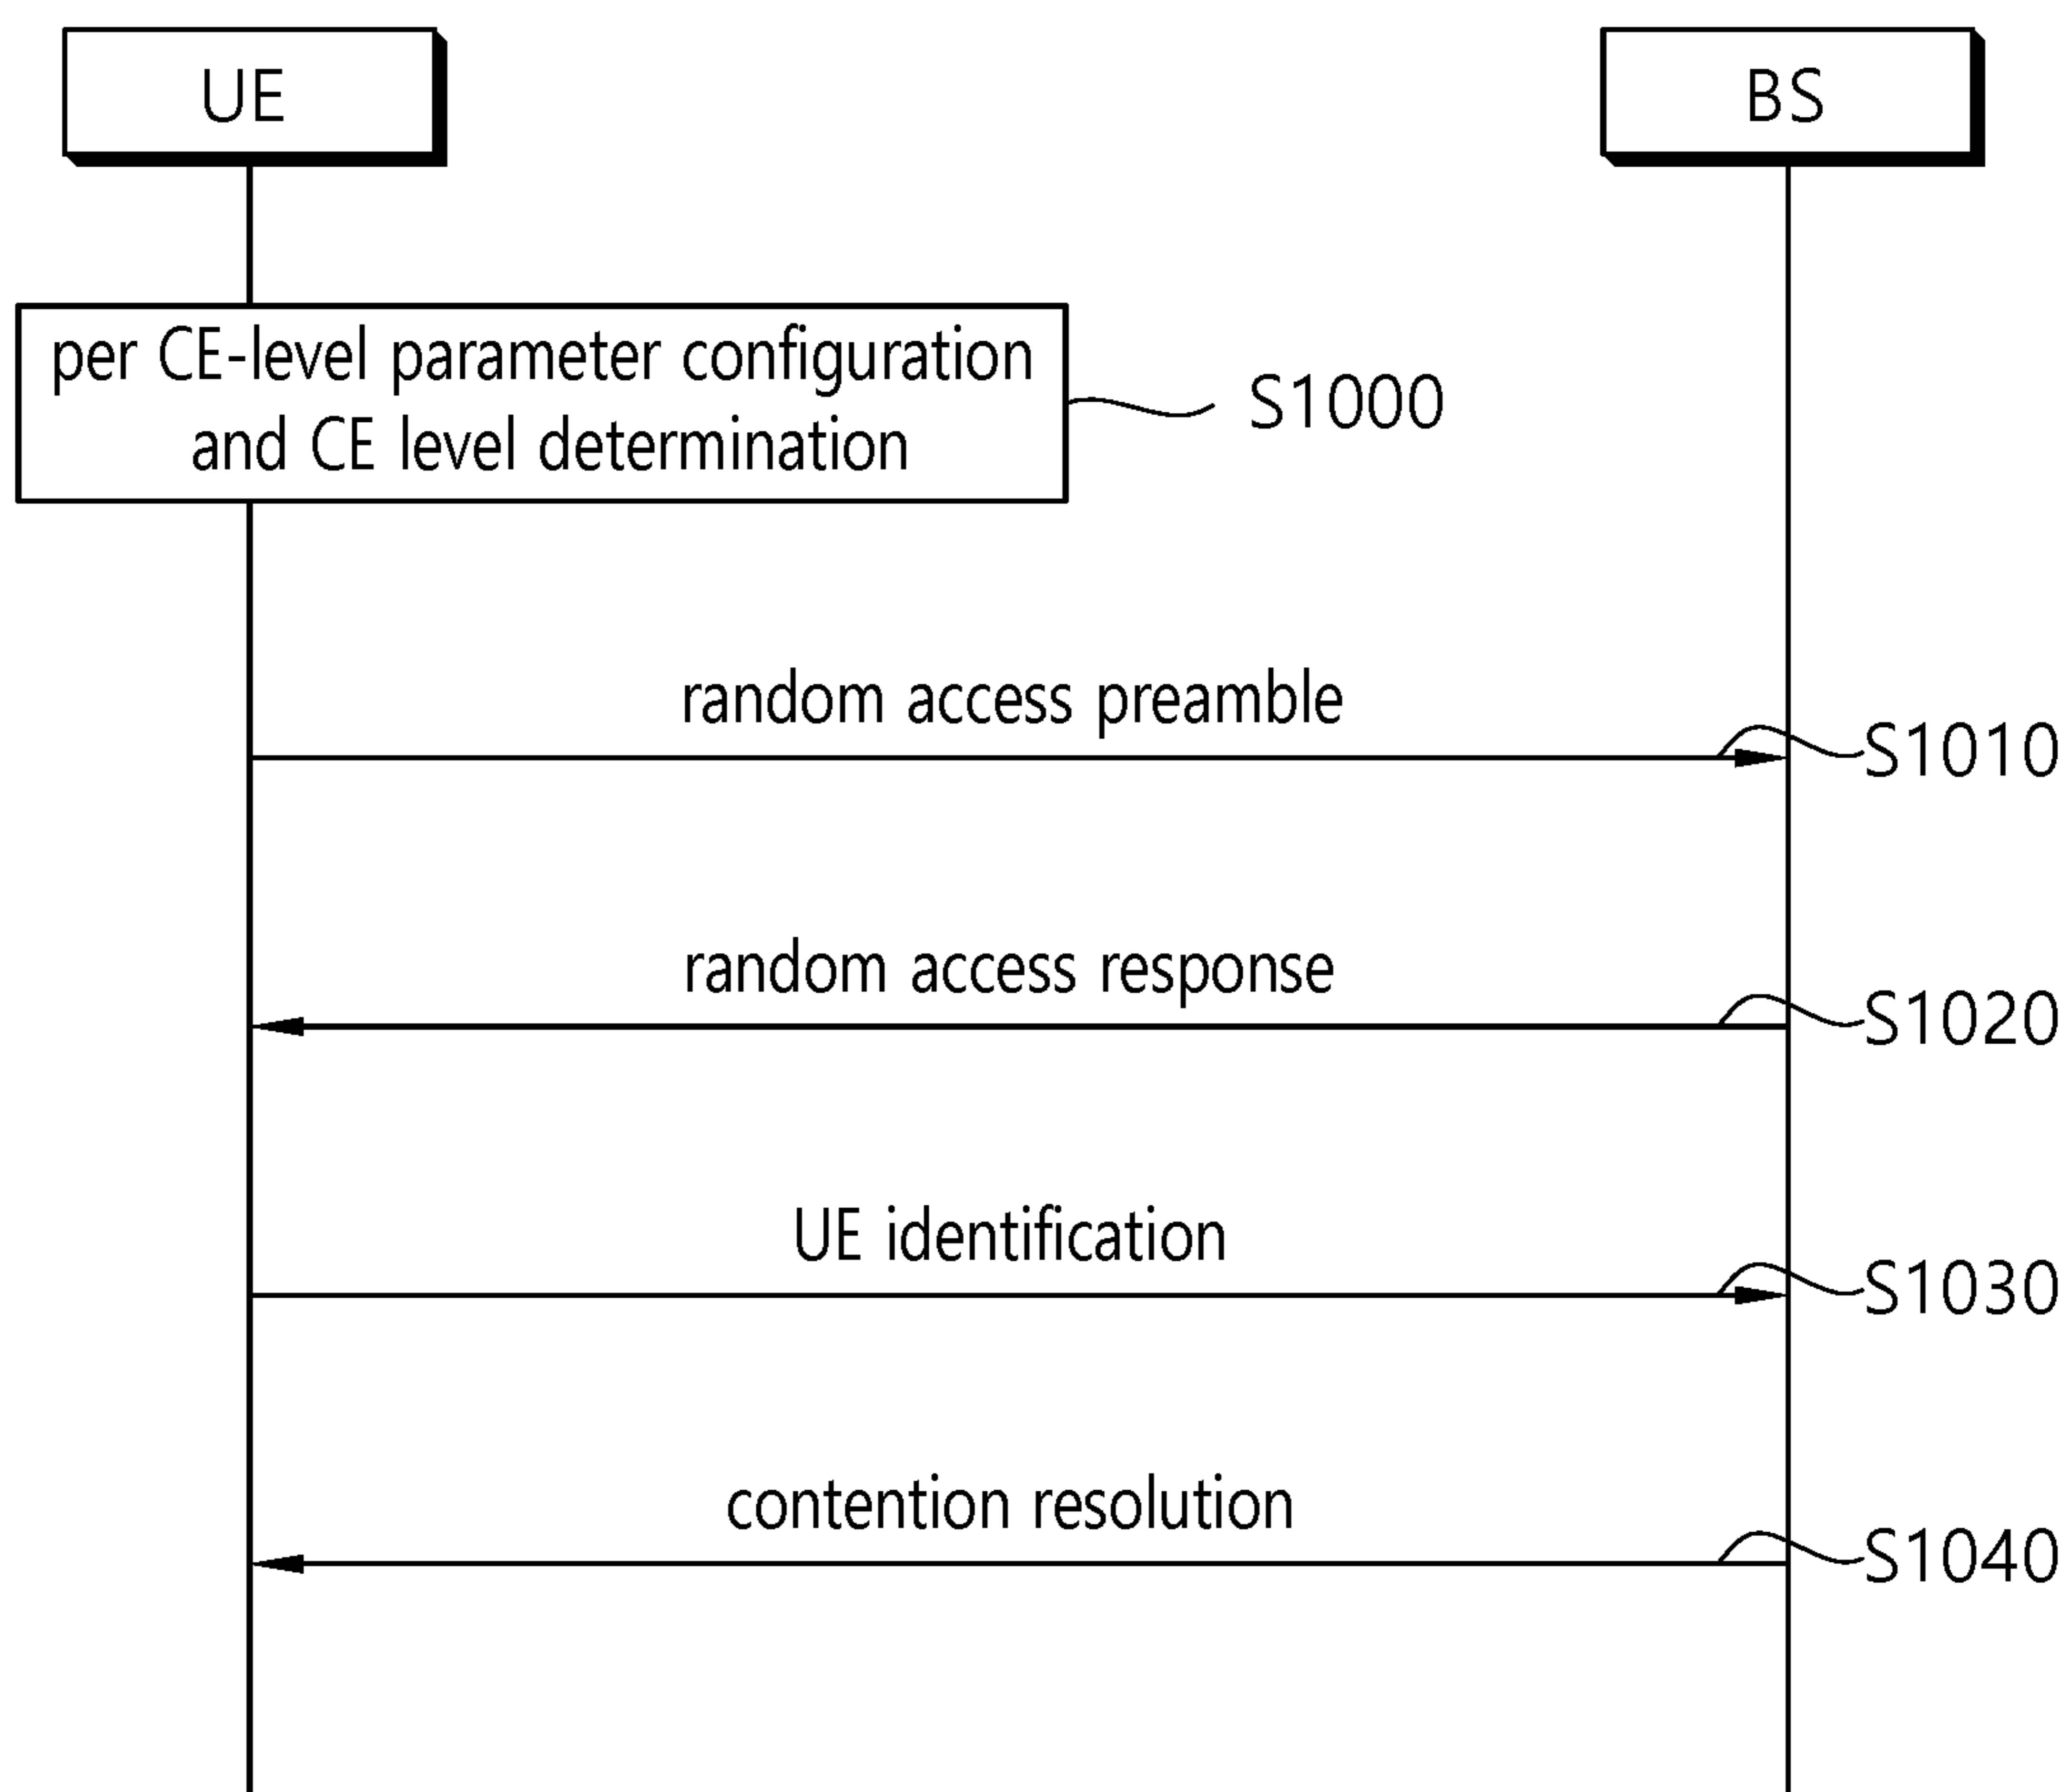 UE
BS
per CE-level parameter configuration
and CE level determination
S1000
random access preamble
S1010
random access response
S1020
UE identification
S1030
contention resolution
S1040